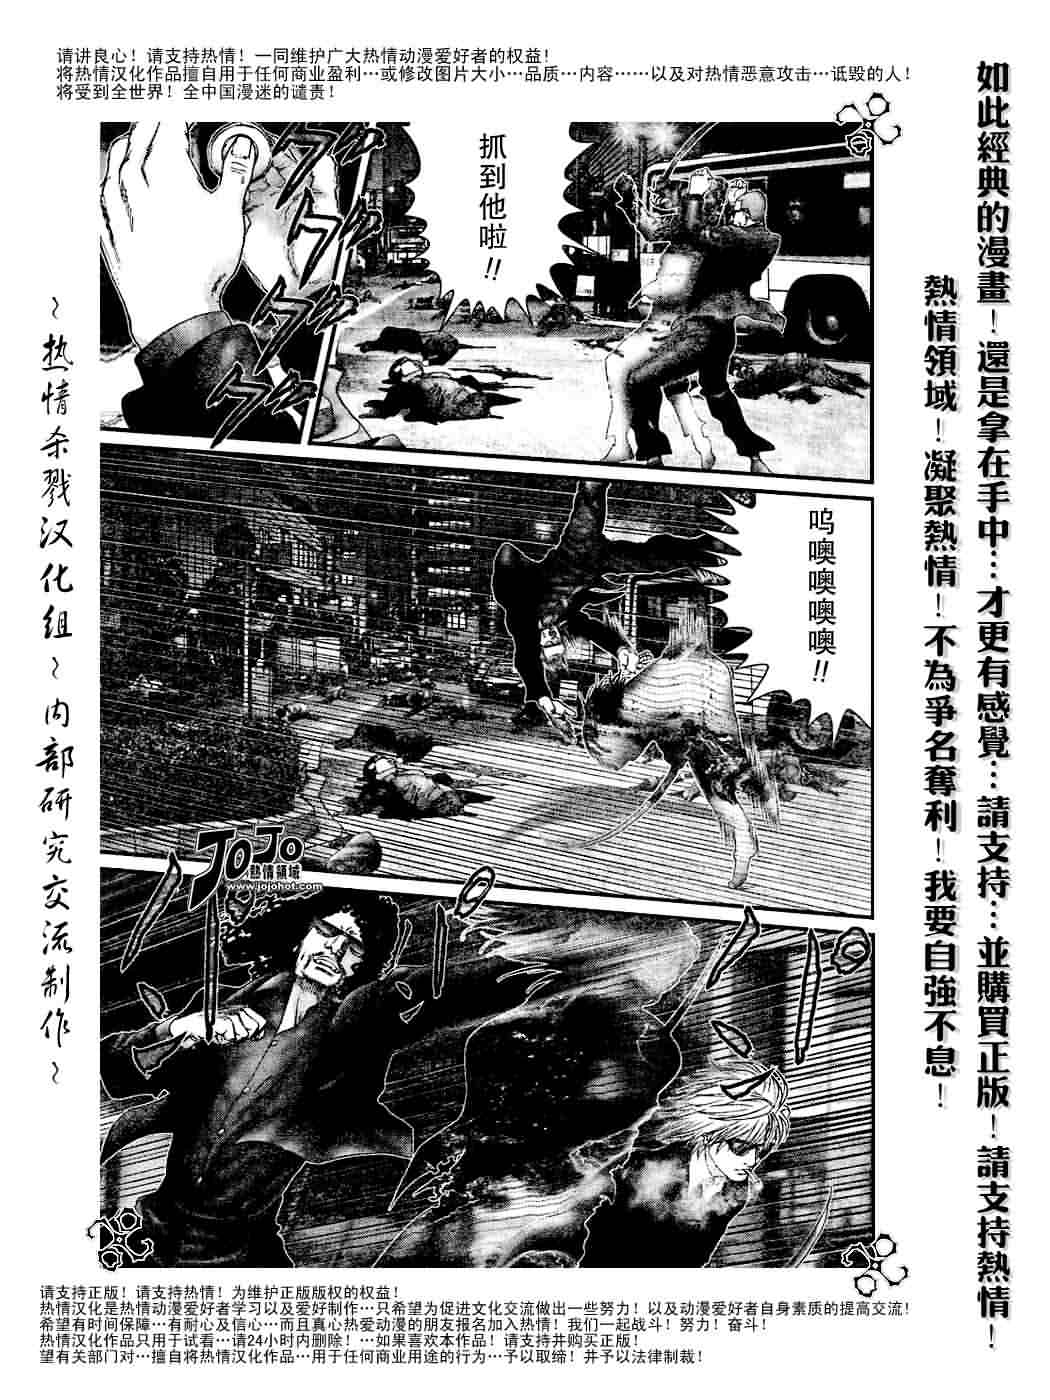 请讲良心！请支持热情！一同维护广大热情动漫爱好者的权益！
将热情汉化作品擅自用于任何商业盈利…或修改图片大小…品质…内容……以及对热情恶意攻击…诋毁的人！
将受到全世界！全中国漫迷的谴责！
如此經典的漫畫！還是拿在手中…才更有感覺…請支持…並購買正版！請支持熱情！
熱情領域！凝聚熱情！不為爭名奪利！我要自強不息！
抓到他啦！！
ググググ
呜噢噢噢噢！！
JOJO
熱情領域
www.jojohot.com
～热情杀戮汉化组～内部研究交流制作～
请支持正版！请支持热情！为维护正版版权的权益！
热情汉化是热情动漫爱好者学习以及爱好制作…只希望为促进文化交流做出一些努力！以及动漫爱好者自身素质的提高交流！
希望有时间保障…有耐心及信心…而且真心热爱动漫的朋友报名加入热情！我们一起战斗！努力！奋斗！
热情汉化作品只用于试看…请24小时内删除！…如果喜欢本作品！请支持并购买正版！
望有关部门对…擅自将热情汉化作品…用于任何商业用途的行为…予以取缔！并予以法律制裁！